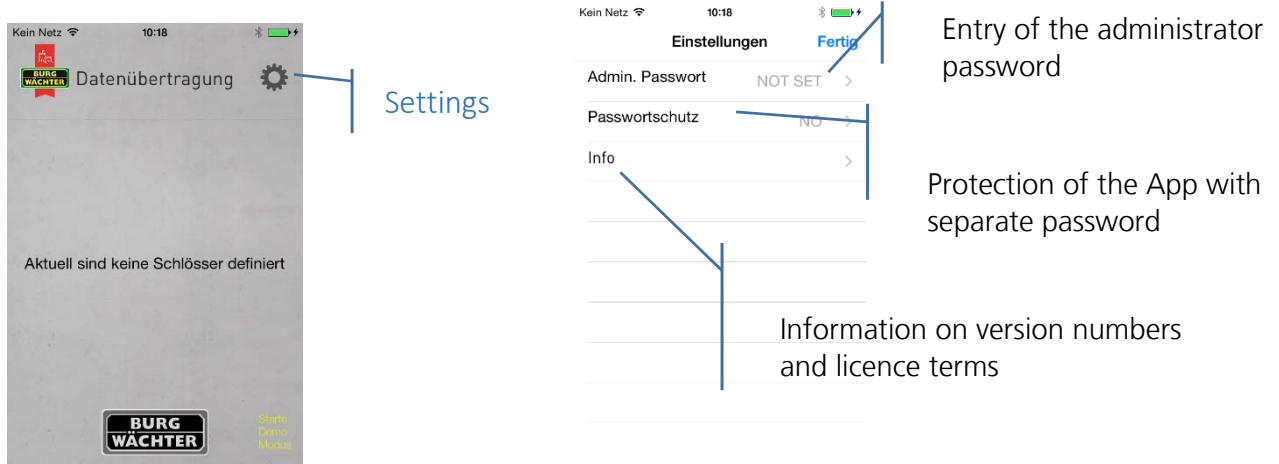 Kein Netz 10:18
BURG
WÄCHTER
Datenübertragung
Settings
Aktuell sind keine Schlösser definiert
BURG
WÄCHTER
Starte
Demo
Modus
Kein Netz 10:18
Einstellungen Fertig
Admin. Passwort NOT SET
Passwortschutz NO
Info
Entry of the administrator
password
Protection of the App with
separate password
Information on version numbers
and licence terms